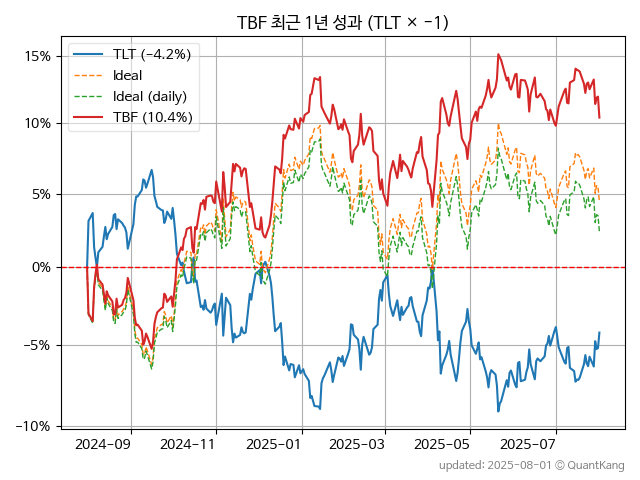 TBF 최근 1년 성과 (TLT × −1)
TLT (−4.2%)
Ideal
Ideal (daily)
TBF (10.4%)
15%
10%
5%
0%
−5%
−10%
2024−09
2024−11
2025−01
2025−03
2025−05
2025−07
updated: 2025-08-01 © QuantKang